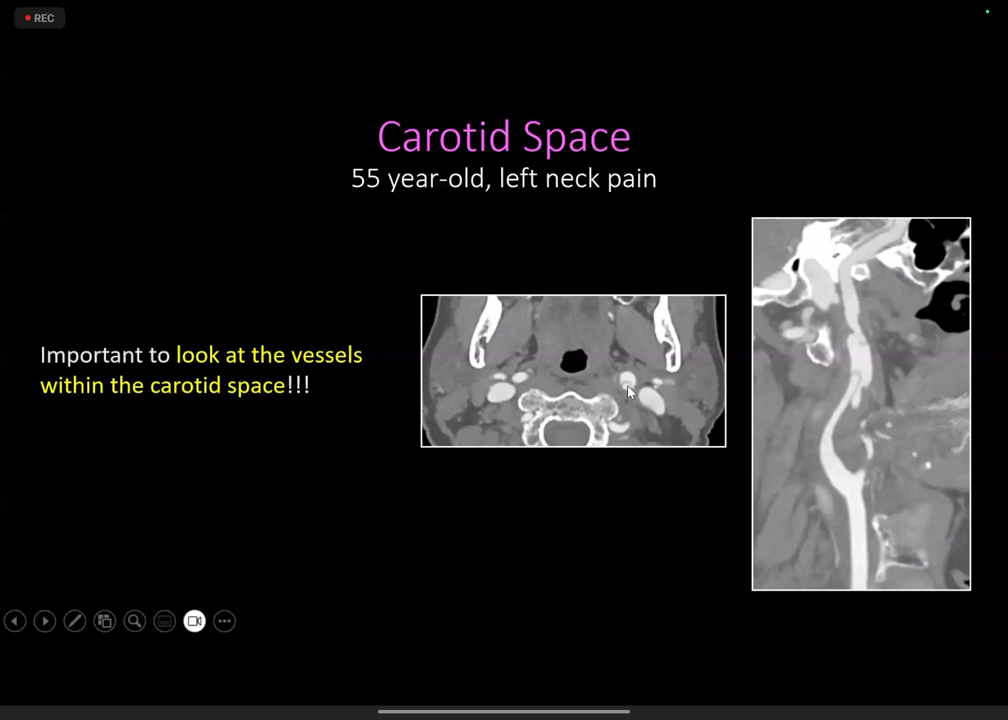 REC
Carotid Space
55 year-old, left neck pain
Important to look at the vessels
within the carotid space!!!